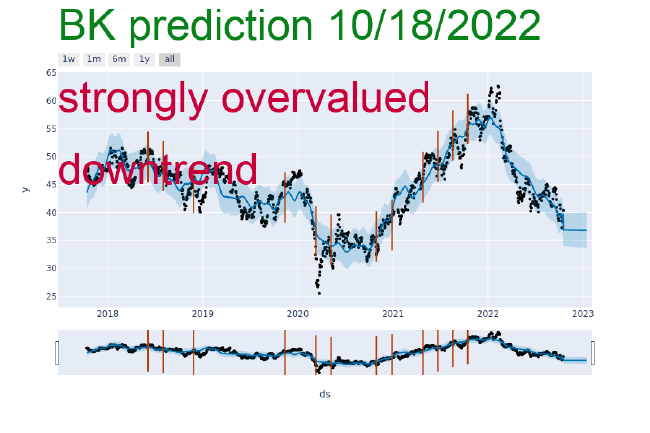 BK prediction 10/18/2022
1w 1m 6m 1y all
65
strongly overvalued
60
55
50
downtrend
45
y
40
35
30
25
2018 2019 2020 2021 2022 2023
ds